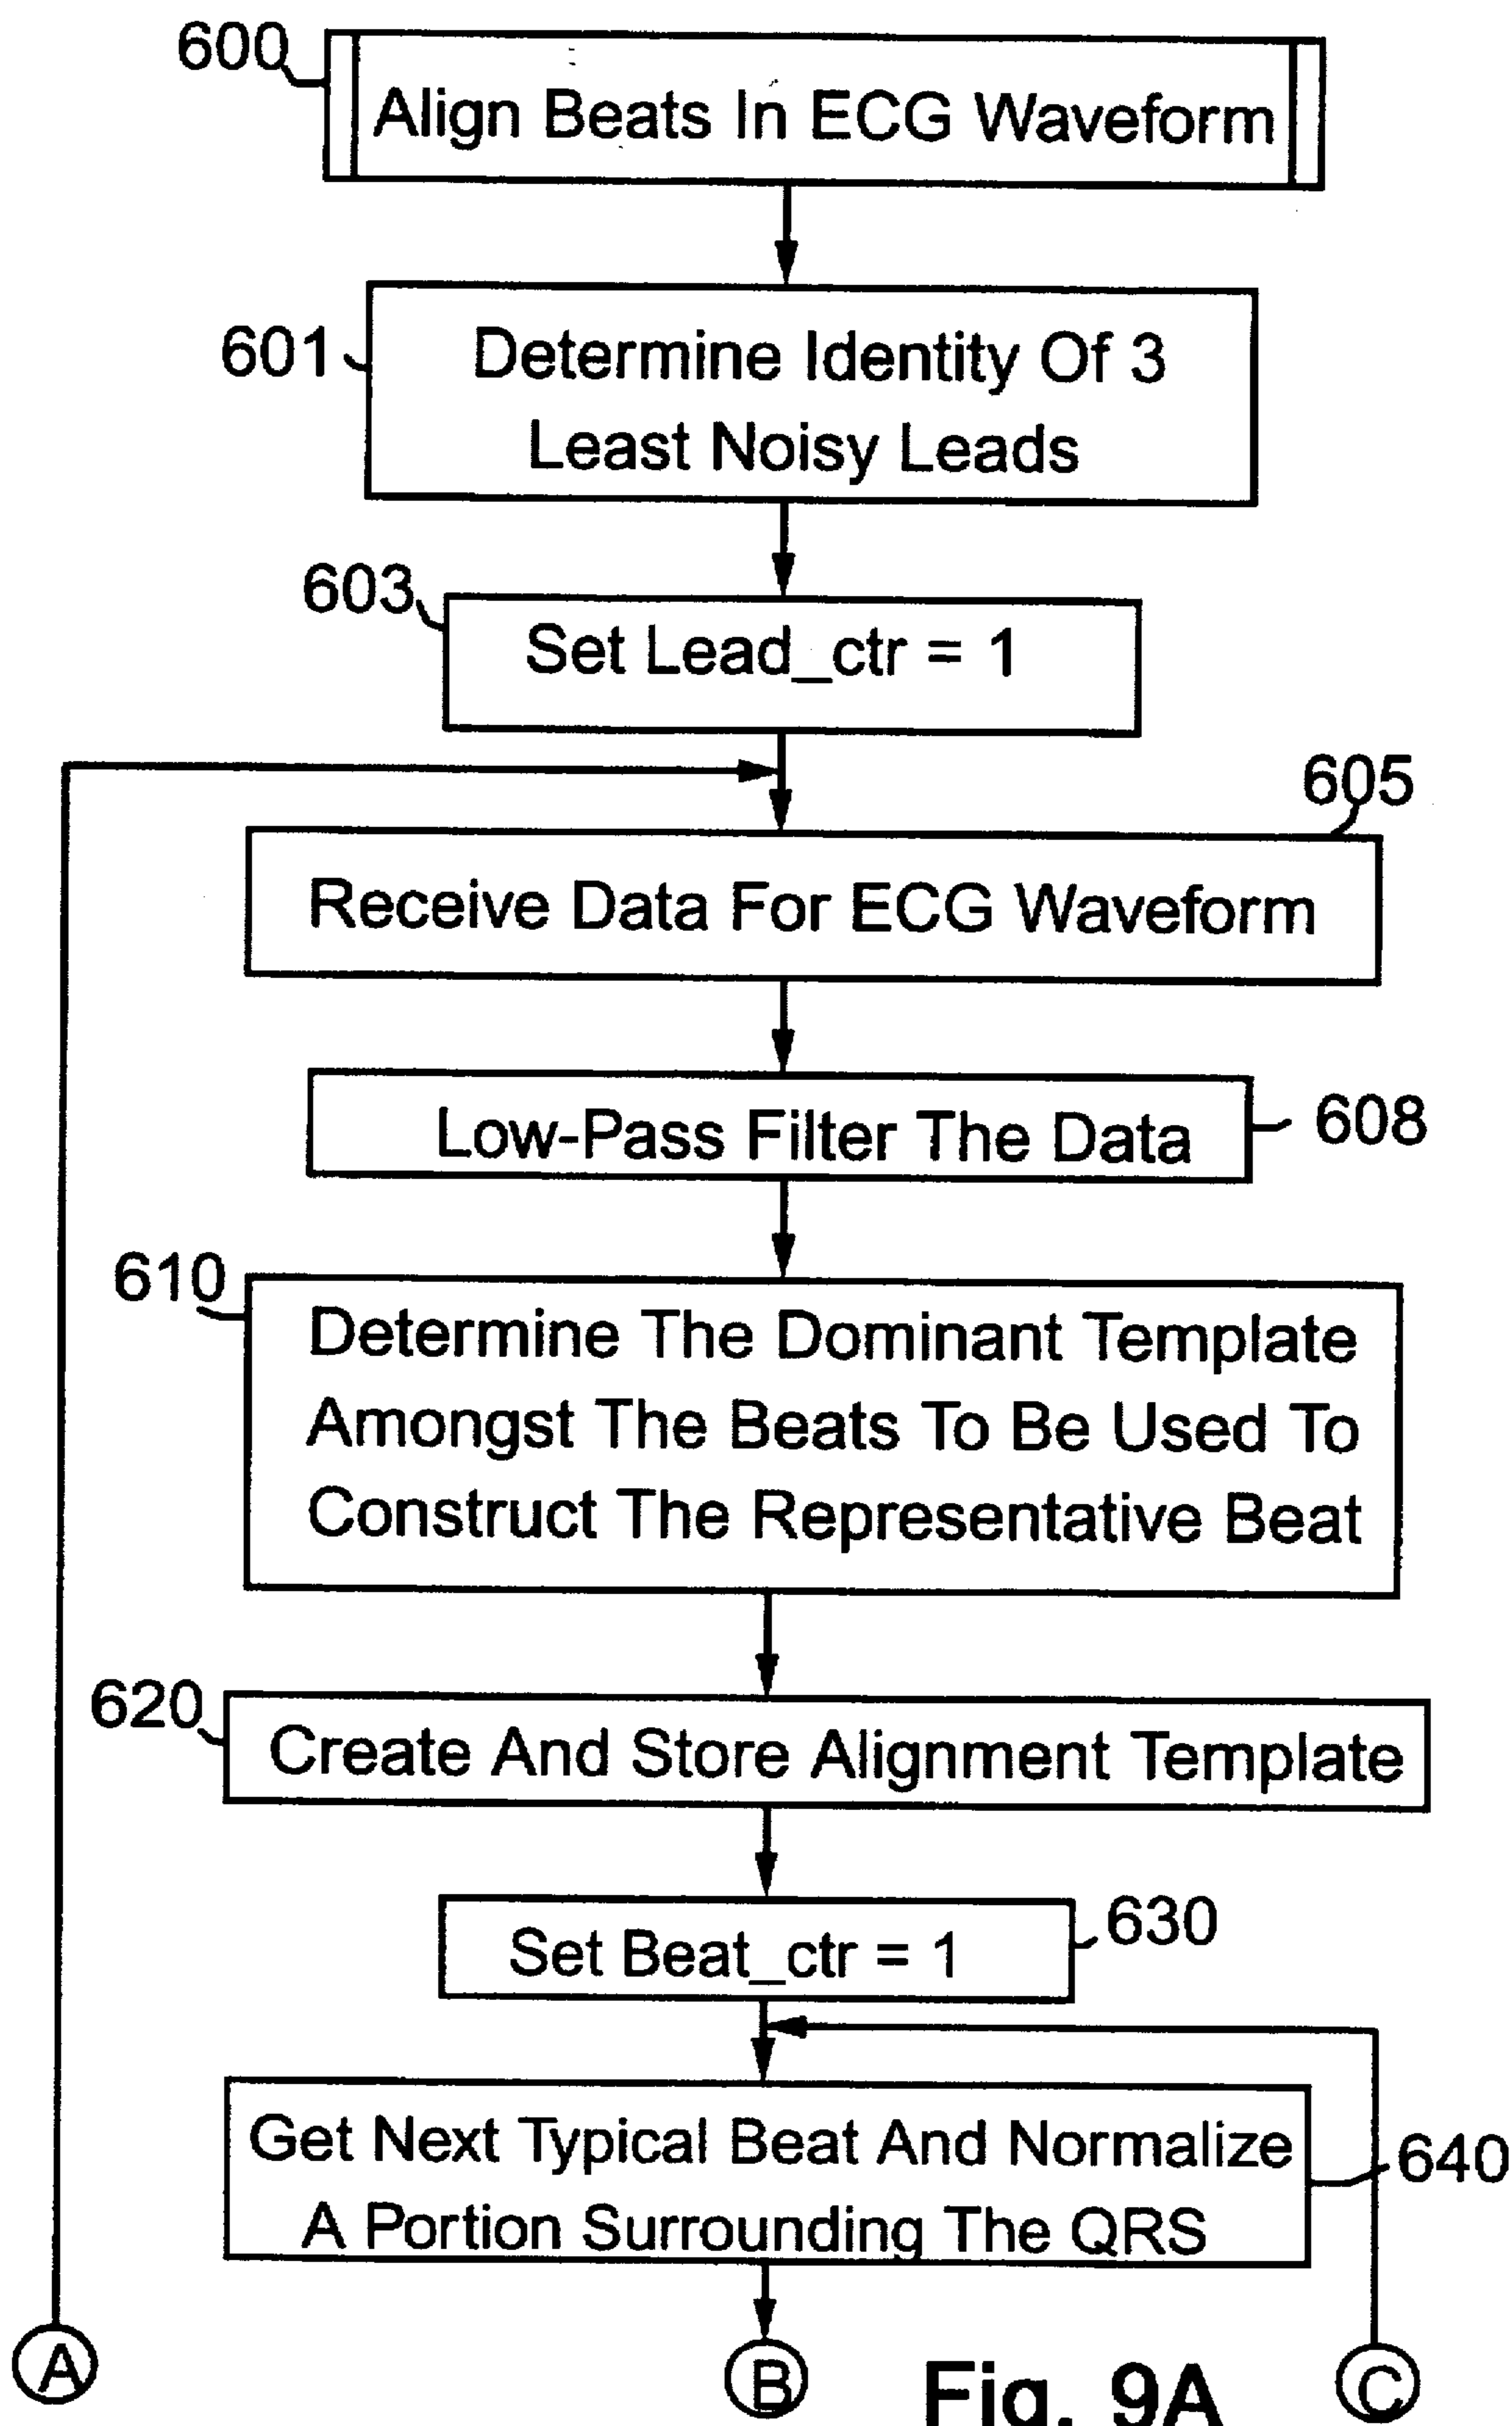 600
Align Beats In ECG Waveform
601
Determine Identity Of 3
Least Noisy Leads
603
Set Lead_ctr = 1
605
Receive Data For ECG Waveform
Low-Pass Filter The Data
608
610
Determine The Dominant Template
Amongst The Beats To Be Used To
Construct The Representative Beat
620
Create And Store Alignment Template
Set Beat_ctr = 1
630
Get Next Typical Beat And Normalize
A Portion Surrounding The QRS
640
A
B
Fig. 9A
C